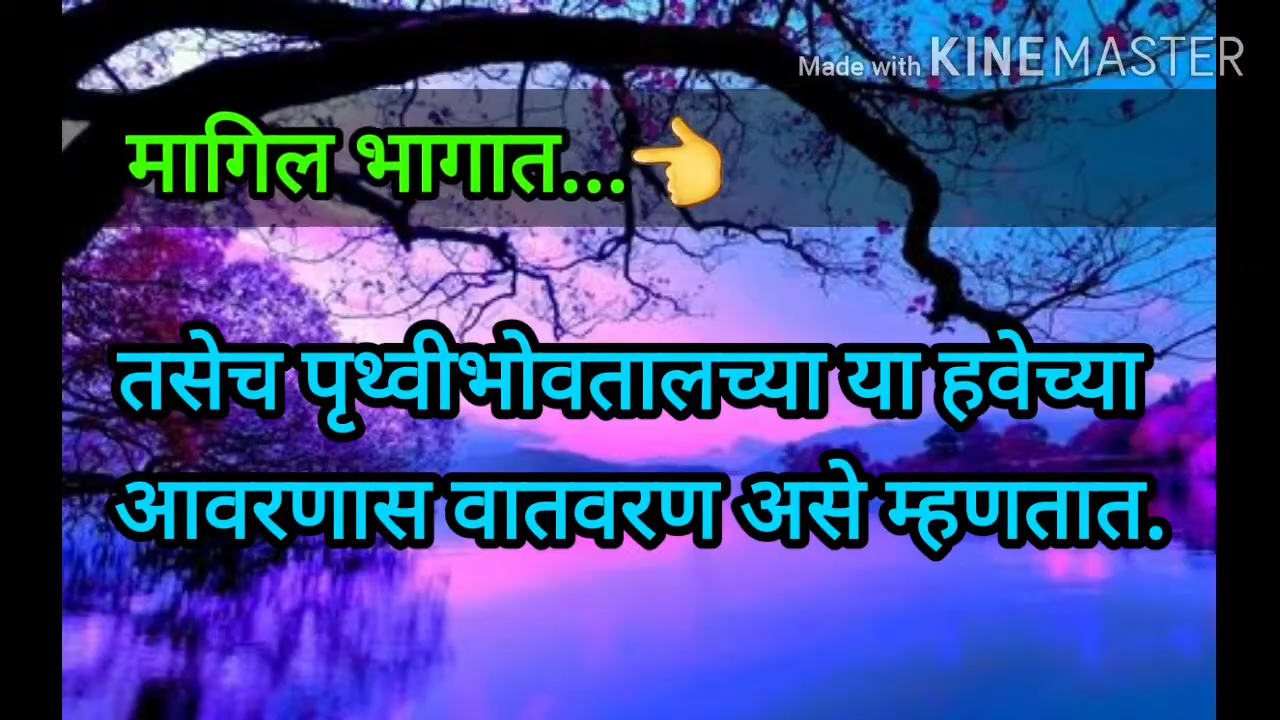 Made with KINEMASTER
मागिल भागात...👈
तसेच पृथ्वीभोवतालच्या या हवेच्या
आवरणास वातवरण असे म्हणतात.